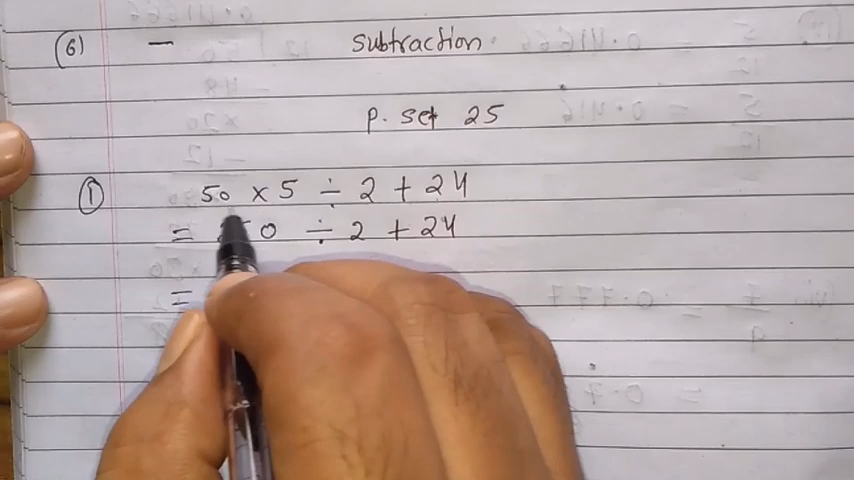 (6) - subtraction.
p. set 25
① 50 × 5 ÷ 2 + 24
= 0 ÷ 2 + 24
=